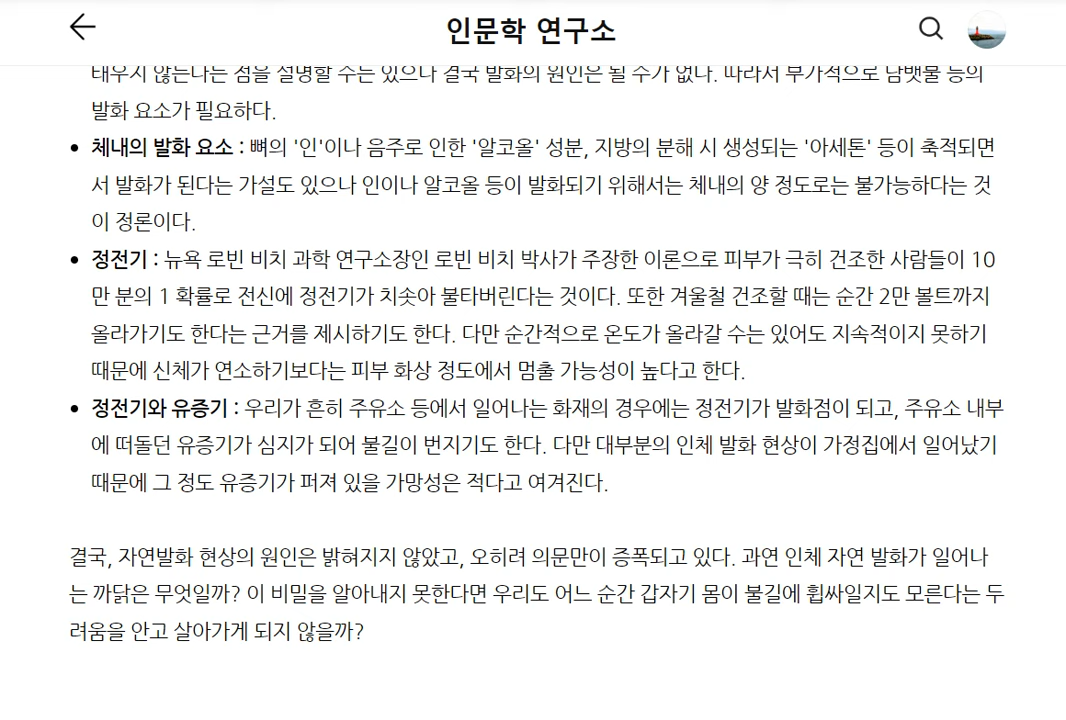 인문학 연구소
태우지 않는다는 점을 설명할 수는 있으나 결국 발화의 원인은 될 수가 없다. 따라서 부가적으로 담뱃불 등의
발화 요소가 필요하다.
체내의 발화 요소 : 뼈의 '인'이나 음주로 인한 '알코올' 성분, 지방의 분해 시 생성되는 '아세톤' 등이 축적되면
서 발화가 된다는 가설도 있으나 인이나 알코올 등이 발화되기 위해서는 체내의 양 정도로는 불가능하다는 것
이 정론이다.
정전기 : 뉴욕 로빈 비치 과학 연구소장인 로빈 비치 박사가 주장한 이론으로 피부가 극히 건조한 사람들이 10
만 분의 1 확률로 전신에 정전기가 치솟아 불타버린다는 것이다. 또한 겨울철 건조할 때는 순간 2만 볼트까지
올라가기도 한다는 근거를 제시하기도 한다. 다만 순간적으로 온도가 올라갈 수는 있어도 지속적이지 못하기
때문에 신체가 연소하기보다는 피부 화상 정도에서 멈출 가능성이 높다고 한다.
정전기와 유증기 : 우리가 흔히 주유소 등에서 일어나는 화재의 경우에는 정전기가 발화점이 되고, 주유소 내부
에 떠돌던 유증기가 심지가 되어 불길이 번지기도 한다. 다만 대부분의 인체 발화 현상이 가정집에서 일어났기
때문에 그 정도 유증기가 퍼져 있을 가망성은 적다고 여겨진다.
결국, 자연발화 현상의 원인은 밝혀지지 않았고, 오히려 의문만이 증폭되고 있다. 과연 인체 자연 발화가 일어나
는 까닭은 무엇일까? 이 비밀을 알아내지 못한다면 우리도 어느 순간 갑자기 몸이 불길에 휩싸일지도 모른다는 두
려움을 안고 살아가게 되지 않을까?